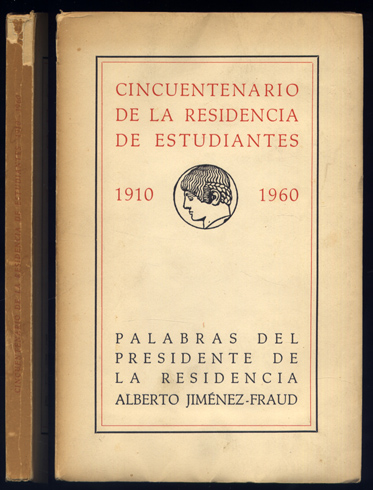 CINCUENTENARIO
DE LA RESIDENCIA
DE ESTUDIANTES
1910 1960
PALABRAS DEL
PRESIDENTE DE
LA RESIDENCIA
ALBERTO JIMÉNEZ-FRAUD